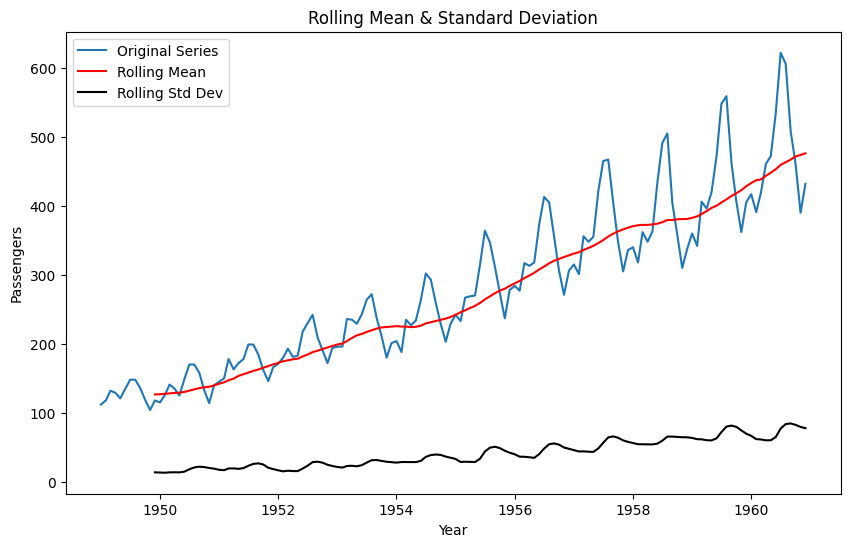 Rolling Mean & Standard Deviation
Original Series
Rolling Mean
Rolling Std Dev
Passengers
600
500
400
300
200
100
0
1950 1952 1954 1956 1958 1960
Year